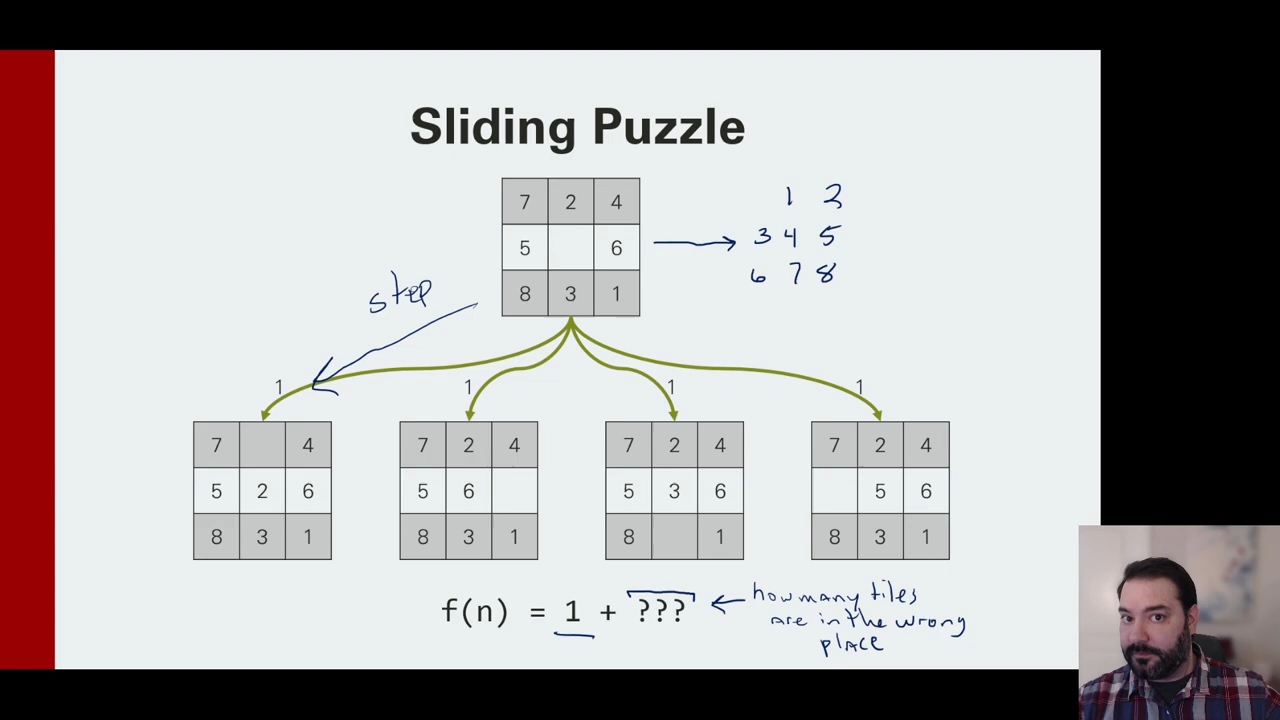 Sliding Puzzle
7 2 4
5 6
8 3 1
1 2
3 4 5
6 7 8
step
1 1 1 1
7 4 7 2 4 7 2 4 7 2 4
5 2 6 5 6 5 3 6 5 6
8 3 1 8 3 1 8 1 8 3 1
f(n) = 1 + ???
how many tiles
are in the wrong
place